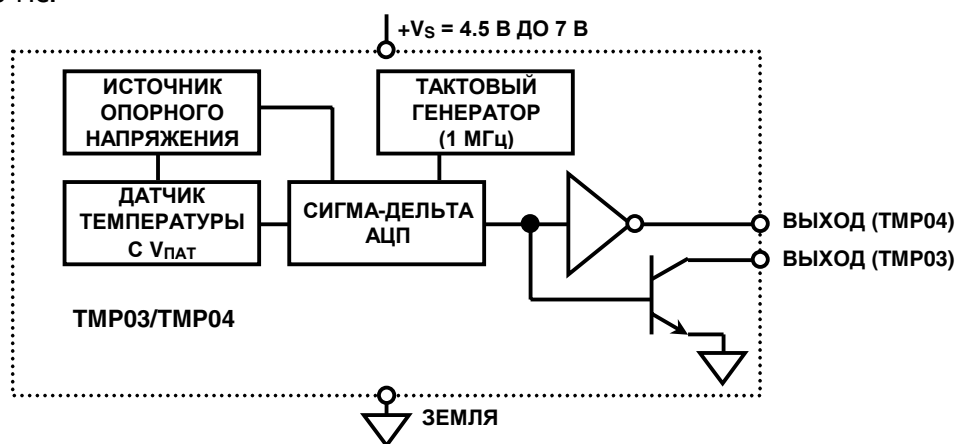 +VS = 4.5 В ДО 7 В
ИСТОЧНИК
ОПОРНОГО
НАПРЯЖЕНИЯ
ТАКТОВЫЙ
ГЕНЕРАТОР
(1 МГц)
ДАТЧИК
ТЕМПЕРАТУРЫ
С VПАТ
СИГМА-ДЕЛЬТА
АЦП
ВЫХОД (TMP04)
ВЫХОД (TMP03)
TMP03/TMP04
ЗЕМЛЯ